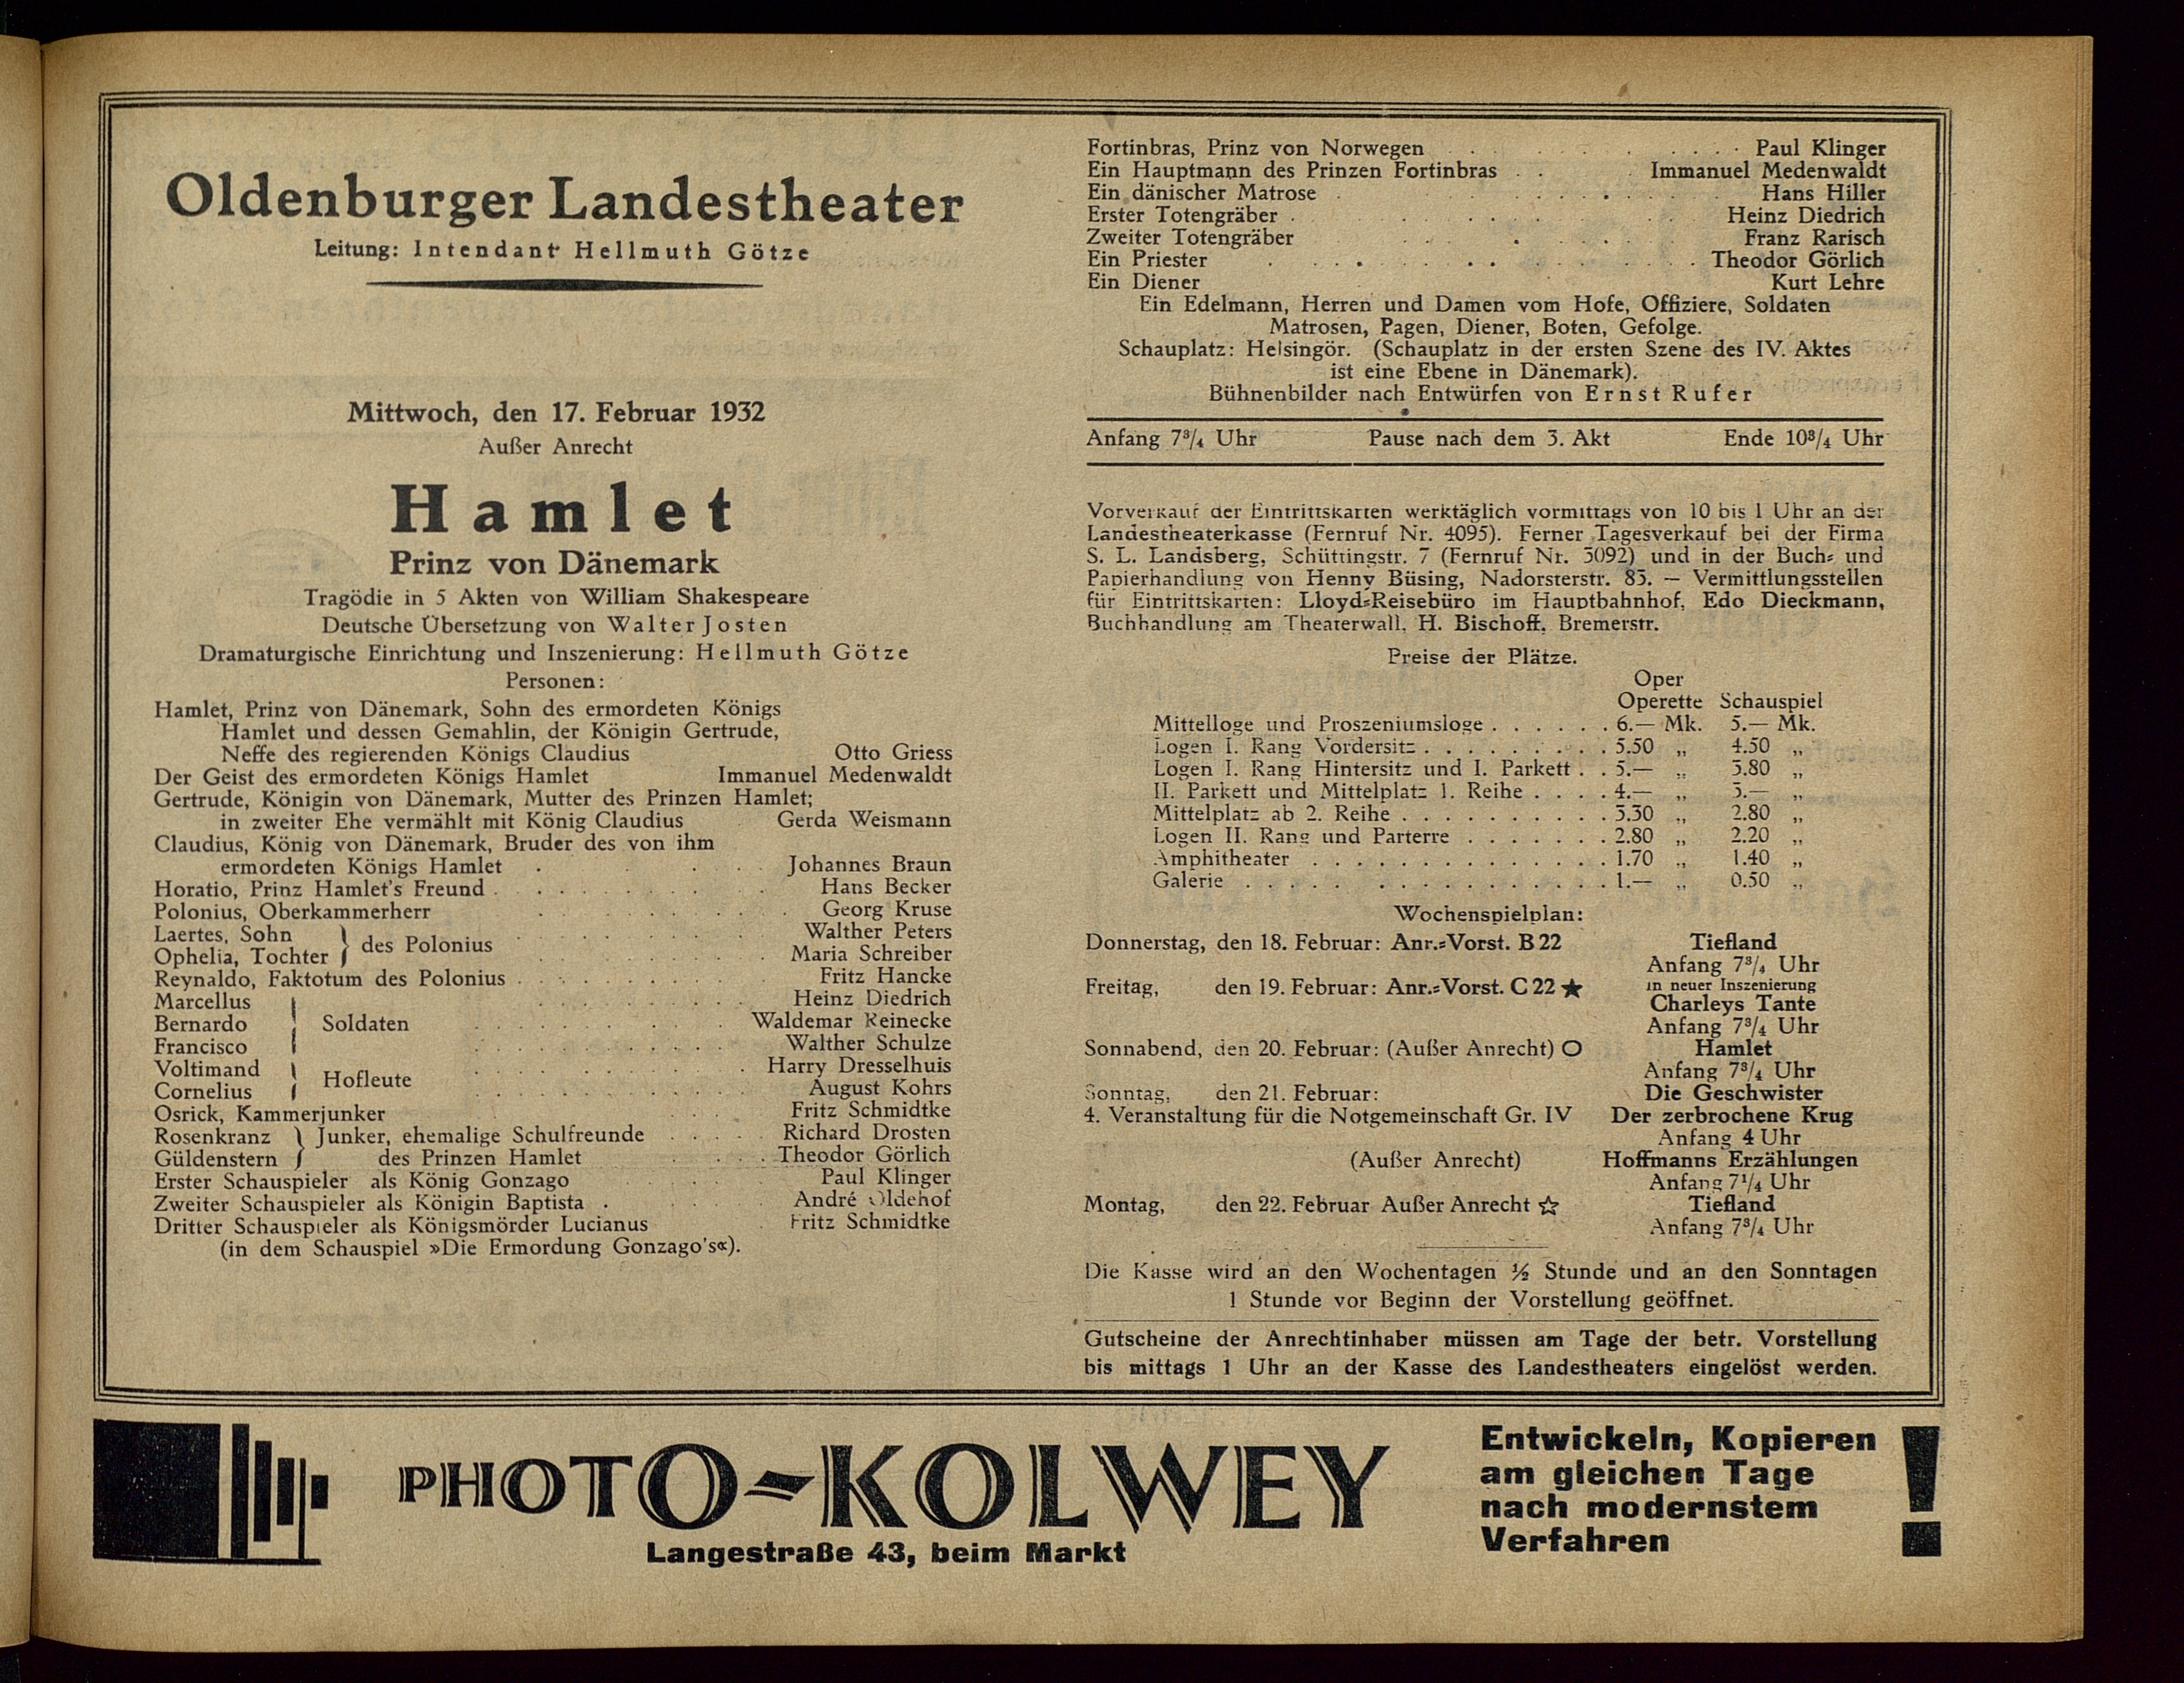 Oldenburger Landestheater
Leitung: Intendant Hellmuth Götze
Mittwoch, den 17. Februar 1932
Außer Anrecht
Hamlet
Prinz von Dänemark
Tragödie in 5 Akten von William Shakespeare
Deutsche Übersetzung von Walter Josten
Dramaturgische Einrichtung und Inszenierung: Hellmuth Götze
Personen:
Hamlet, Prinz von Dänemark, Sohn des ermordeten Königs
Hamlet und dessen Gemahlin, der Königin Gertrude,
Neffe des regierenden Königs Claudius Otto Griess
Der Geist des ermordeten Königs Hamlet Immanuel Medenwaldt
Gertrude, Königin von Dänemark, Mutter des Prinzen Hamlet;
in zweiter Ehe vermählt mit König Claudius Gerda Weismann
Claudius, König von Dänemark, Bruder des von ihm
ermordeten Königs Hamlet . . . . Johannes Braun
Horatio, Prinz Hamlet's Freund . . . . . . . . . Hans Becker
Polonius, Oberkammerherr . . . . . . . . Georg Kruse
Laertes, Sohn } des Polonius . . . . . . Walther Peters
Ophelia, Tochter } . . . . . . Maria Schreiber
Reynaldo, Faktotum des Polonius . . . . . . . . Fritz Hancke
Marcellus . . . . . . . . Heinz Diedrich
Bernardo } Soldaten . . . . . . . Waldemar Reinecke
Francisco . . . . . . . . Walther Schulze
Voltimand } Hofleute . . . . . . . Harry Dresselhuis
Cornelius . . . . . . . . August Kohrs
Osrick, Kammerjunker . . . Fritz Schmidtke
Rosenkranz } Junker, ehemalige Schulfreunde . . . . Richard Drosten
Güldenstern } des Prinzen Hamlet . . . . Theodor Görlich
Erster Schauspieler als König Gonzago . . . . Paul Klinger
Zweiter Schauspieler als Königin Baptista . . . . André Oldehof
Dritter Schauspieler als Königsmörder Lucianus . Fritz Schmidtke
(in dem Schauspiel »Die Ermordung Gonzago's«).
Fortinbras, Prinz von Norwegen . . . . . . . Paul Klinger
Ein Hauptmann des Prinzen Fortinbras . . . Immanuel Medenwaldt
Ein dänischer Matrose . . . . . . . . Hans Hiller
Erster Totengräber . . . . . . . . Heinz Diedrich
Zweiter Totengräber . . . . . . . Franz Rarisch
Ein Priester . . . . . . . . . . Theodor Görlich
Ein Diener Kurt Lehre
Ein Edelmann, Herren und Damen vom Hofe, Offiziere, Soldaten
Matrosen, Pagen, Diener, Boten, Gefolge.
Schauplatz: Helsingör. (Schauplatz in der ersten Szene des IV. Aktes
ist eine Ebene in Dänemark).
Bühnenbilder nach Entwürfen von Ernst Rufer
Anfang 7¾ Uhr Pause nach dem 3. Akt Ende 10¾ Uhr
Vorverkauf der Eintrittskarten werktäglich vormittags von 10 bis 1 Uhr an der
Landestheaterkasse (Fernruf Nr. 4095). Ferner Tagesverkauf bei der Firma
S. L. Landsberg, Schüttingstr. 7 (Fernruf Nr. 3092) und in der Buch= und
Papierhandlung von Henny Büsing, Nadorsterstr. 83. — Vermittlungsstellen
für Eintrittskarten: Lloyd=Reisebüro im Hauptbahnhof, Edo Dieckmann,
Buchhandlung am Theaterwall, H. Bischoff, Bremerstr.
Preise der Plätze.
Oper
Operette Schauspiel
Mittelloge und Proszeniumsloge . . . . . . 6.— Mk. 5.— Mk.
Logen I. Rang Vordersitz . . . . . . . . . 5.50 „ 4.50 „
Logen I. Rang Hintersitz und I. Parkett . . 5.— „ 3.80 „
II. Parkett und Mittelplatz 1. Reihe . . . . 4.— „ 3.— „
Mittelplatz ab 2. Reihe . . . . . . . . . . 3.30 „ 2.80 „
Logen II. Rang und Parterre . . . . . . . 2.80 „ 2.20 „
Amphitheater . . . . . . . . . . . . . . 1.70 „ 1.40 „
Galerie . . . . . . . . . . . . . . . . 1.— „ 0.50 „
Wochenspielplan:
Donnerstag, den 18. Februar: Anr.=Vorst. B 22 Tiefland
Anfang 7¾ Uhr
Freitag, den 19. Februar: Anr.=Vorst. C 22 ★ in neuer Inszenierung
Charleys Tante
Anfang 7¾ Uhr
Sonnabend, den 20. Februar: (Außer Anrecht) O Hamlet
Anfang 7¾ Uhr
Sonntag, den 21. Februar: Die Geschwister
4. Veranstaltung für die Notgemeinschaft Gr. IV Der zerbrochene Krug
Anfang 4 Uhr
(Außer Anrecht) Hoffmanns Erzählungen
Anfang 7¼ Uhr
Montag, den 22. Februar Außer Anrecht ☆ Tiefland
Anfang 7¾ Uhr
Die Kasse wird an den Wochentagen ½ Stunde und an den Sonntagen
1 Stunde vor Beginn der Vorstellung geöffnet.
Gutscheine der Anrechtinhaber müssen am Tage der betr. Vorstellung
bis mittags 1 Uhr an der Kasse des Landestheaters eingelöst werden.
PHOTO-KOLWEY
Langestraße 43, beim Markt
Entwickeln, Kopieren
am gleichen Tage
nach modernstem
Verfahren !